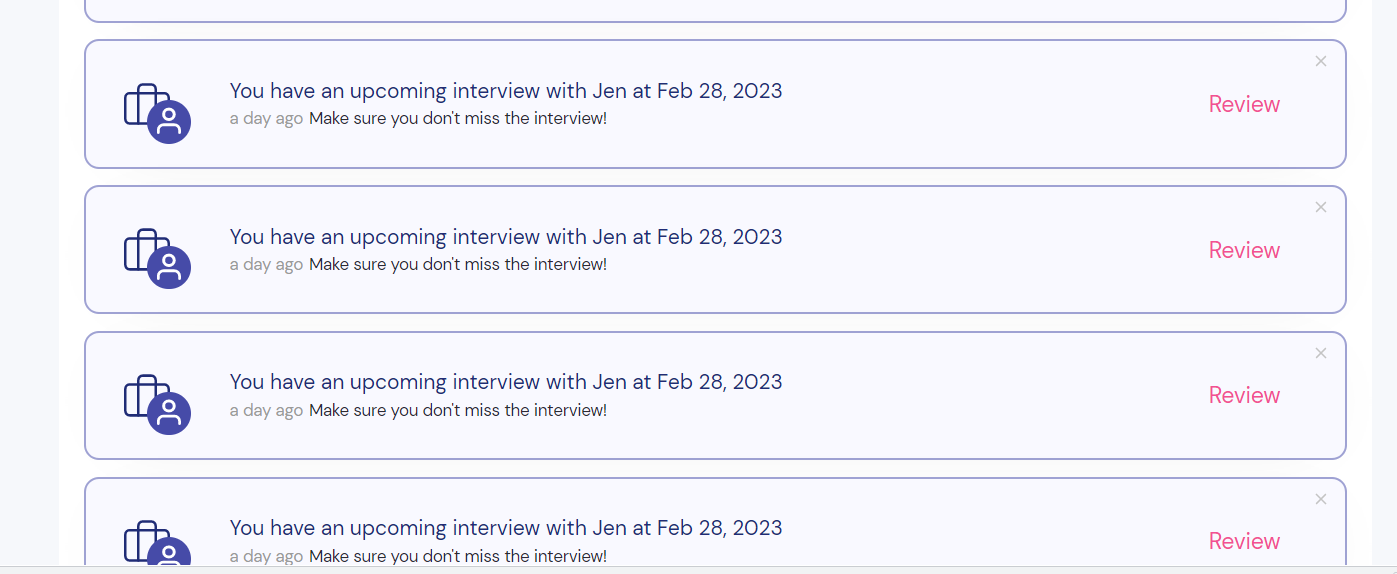 You have an upcoming interview with Jen at Feb 28, 2023
a day ago Make sure you don't miss the interview!
Review
You have an upcoming interview with Jen at Feb 28, 2023
a day ago Make sure you don't miss the interview!
Review
You have an upcoming interview with Jen at Feb 28, 2023
a day ago Make sure you don't miss the interview!
Review
You have an upcoming interview with Jen at Feb 28, 2023
a day ago Make sure you don't miss the interview!
Review